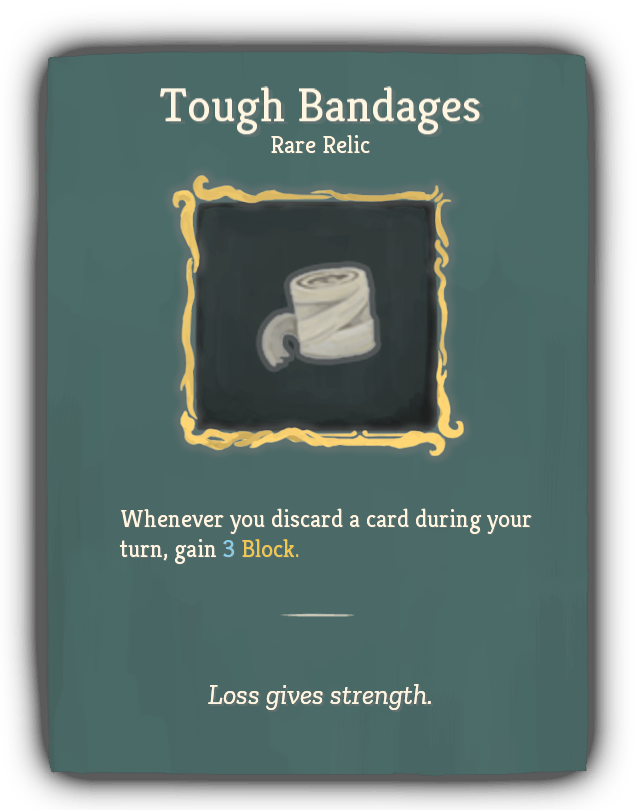 Tough Bandages
Rare Relic
Whenever you discard a card during your
turn, gain 3 Block.
Loss gives strength.